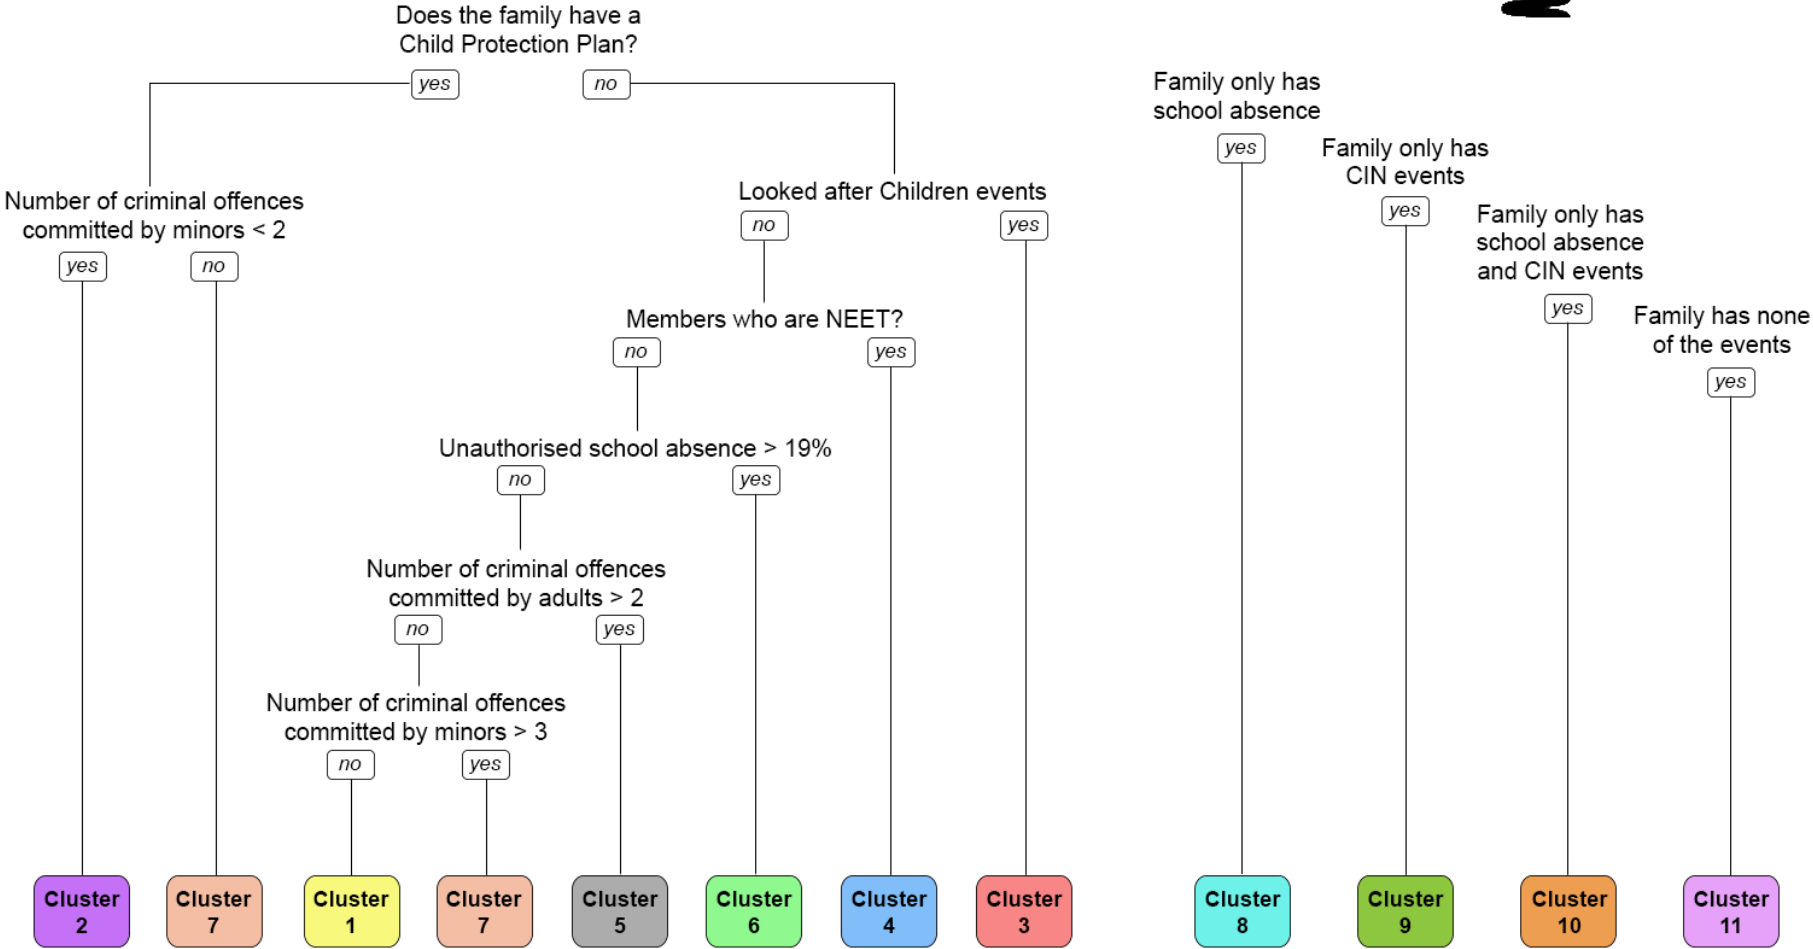 Does the family have a
Child Protection Plan?
yes
no
Number of criminal offences
committed by minors < 2
yes
no
Looked after Children events
no
yes
Members who are NEET?
no
yes
Unauthorised school absence > 19%
no
yes
Number of criminal offences
committed by adults > 2
no
yes
Number of criminal offences
committed by minors > 3
no
yes
Family only has
school absence
yes
Family only has
CIN events
yes
Family only has
school absence
and CIN events
yes
Family has none
of the events
yes
Cluster
2
Cluster
7
Cluster
1
Cluster
7
Cluster
5
Cluster
6
Cluster
4
Cluster
3
Cluster
8
Cluster
9
Cluster
10
Cluster
11